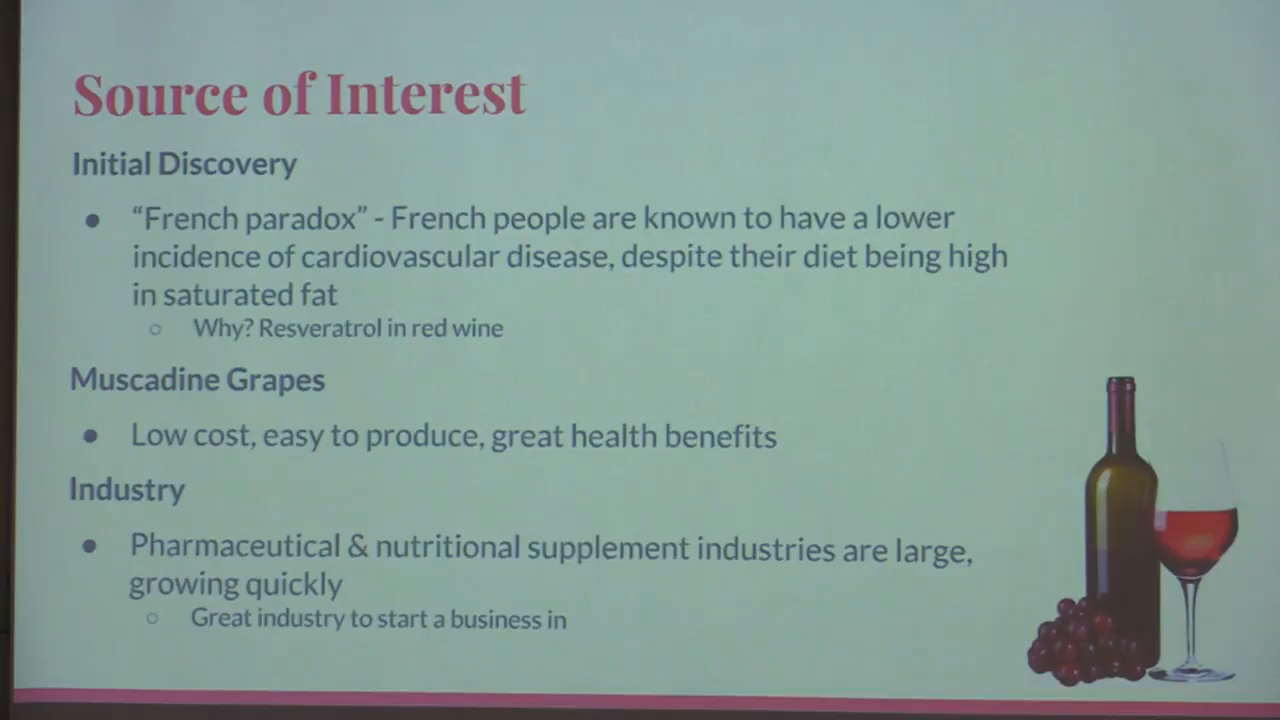 Source of Interest
Initial Discovery
● “French paradox” - French people are known to have a lower
incidence of cardiovascular disease, despite their diet being high
in saturated fat
○ Why? Resveratrol in red wine
Muscadine Grapes
● Low cost, easy to produce, great health benefits
Industry
● Pharmaceutical & nutritional supplement industries are large,
growing quickly
○ Great industry to start a business in